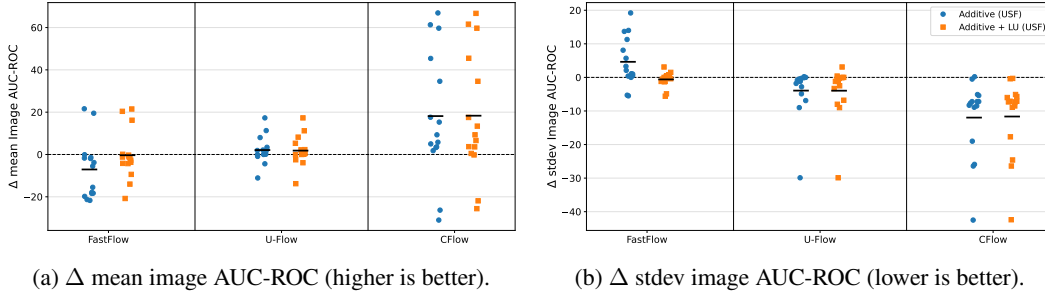 Δ mean Image AUC-ROC
60
40
20
0
−20
FastFlow
U-Flow
CFlow
(a) Δ mean image AUC-ROC (higher is better).
Δ stdev Image AUC-ROC
20
10
0
−10
−20
−30
−40
Additive (USF)
Additive + LU (USF)
FastFlow
U-Flow
CFlow
(b) Δ stdev image AUC-ROC (lower is better).